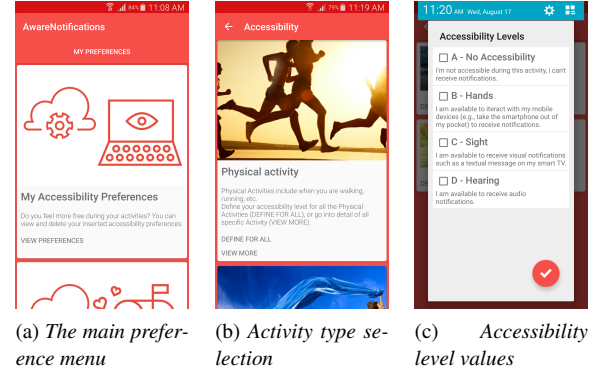 84% 11:08 AM
AwareNotifications
MY PREFERENCES
My Accessibility Preferences
Do you feel more free during your activities? You can
view and delete your inserted accessibility preferences.
VIEW PREFERENCES
(a) The main prefer-
ence menu
79% 11:19 AM
Accessibility
Physical activity
Physical Activities include when you are walking,
running, etc.
Define your accessibility level for all the Physical
Activities (DEFINE FOR ALL), or go into detail of all
specific Activity (VIEW MORE).
DEFINE FOR ALL
VIEW MORE
(b) Activity type se-
lection
11:20 AM Wed, August 17
Accessibility Levels
A - No Accessibility
I'm not accessible during this activity, I can't
receive notifications.
B - Hands
I am available to iteract with my mobile
devices (e.g., take the smartphone out of
my pocket) to receive notifications.
C - Sight
I am available to receive visual notifications
such as a textual message on my smart TV.
D - Hearing
I am available to receive audio
notifications.
(c) Accessibility
level values